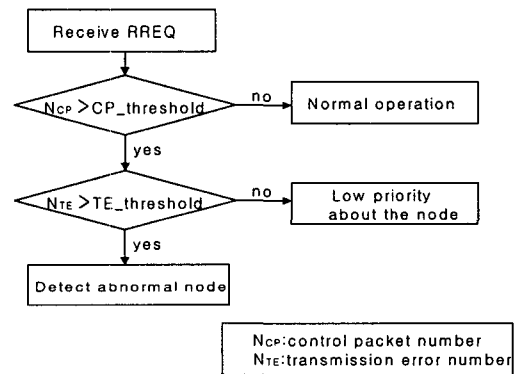 Receive RREQ
NCP>CP_threshold
no
Normal operation
yes
NTE>TE_threshold
no
Low priority
about the node
yes
Detect abnormal node
NCP:control packet number
NTE:transmission error number